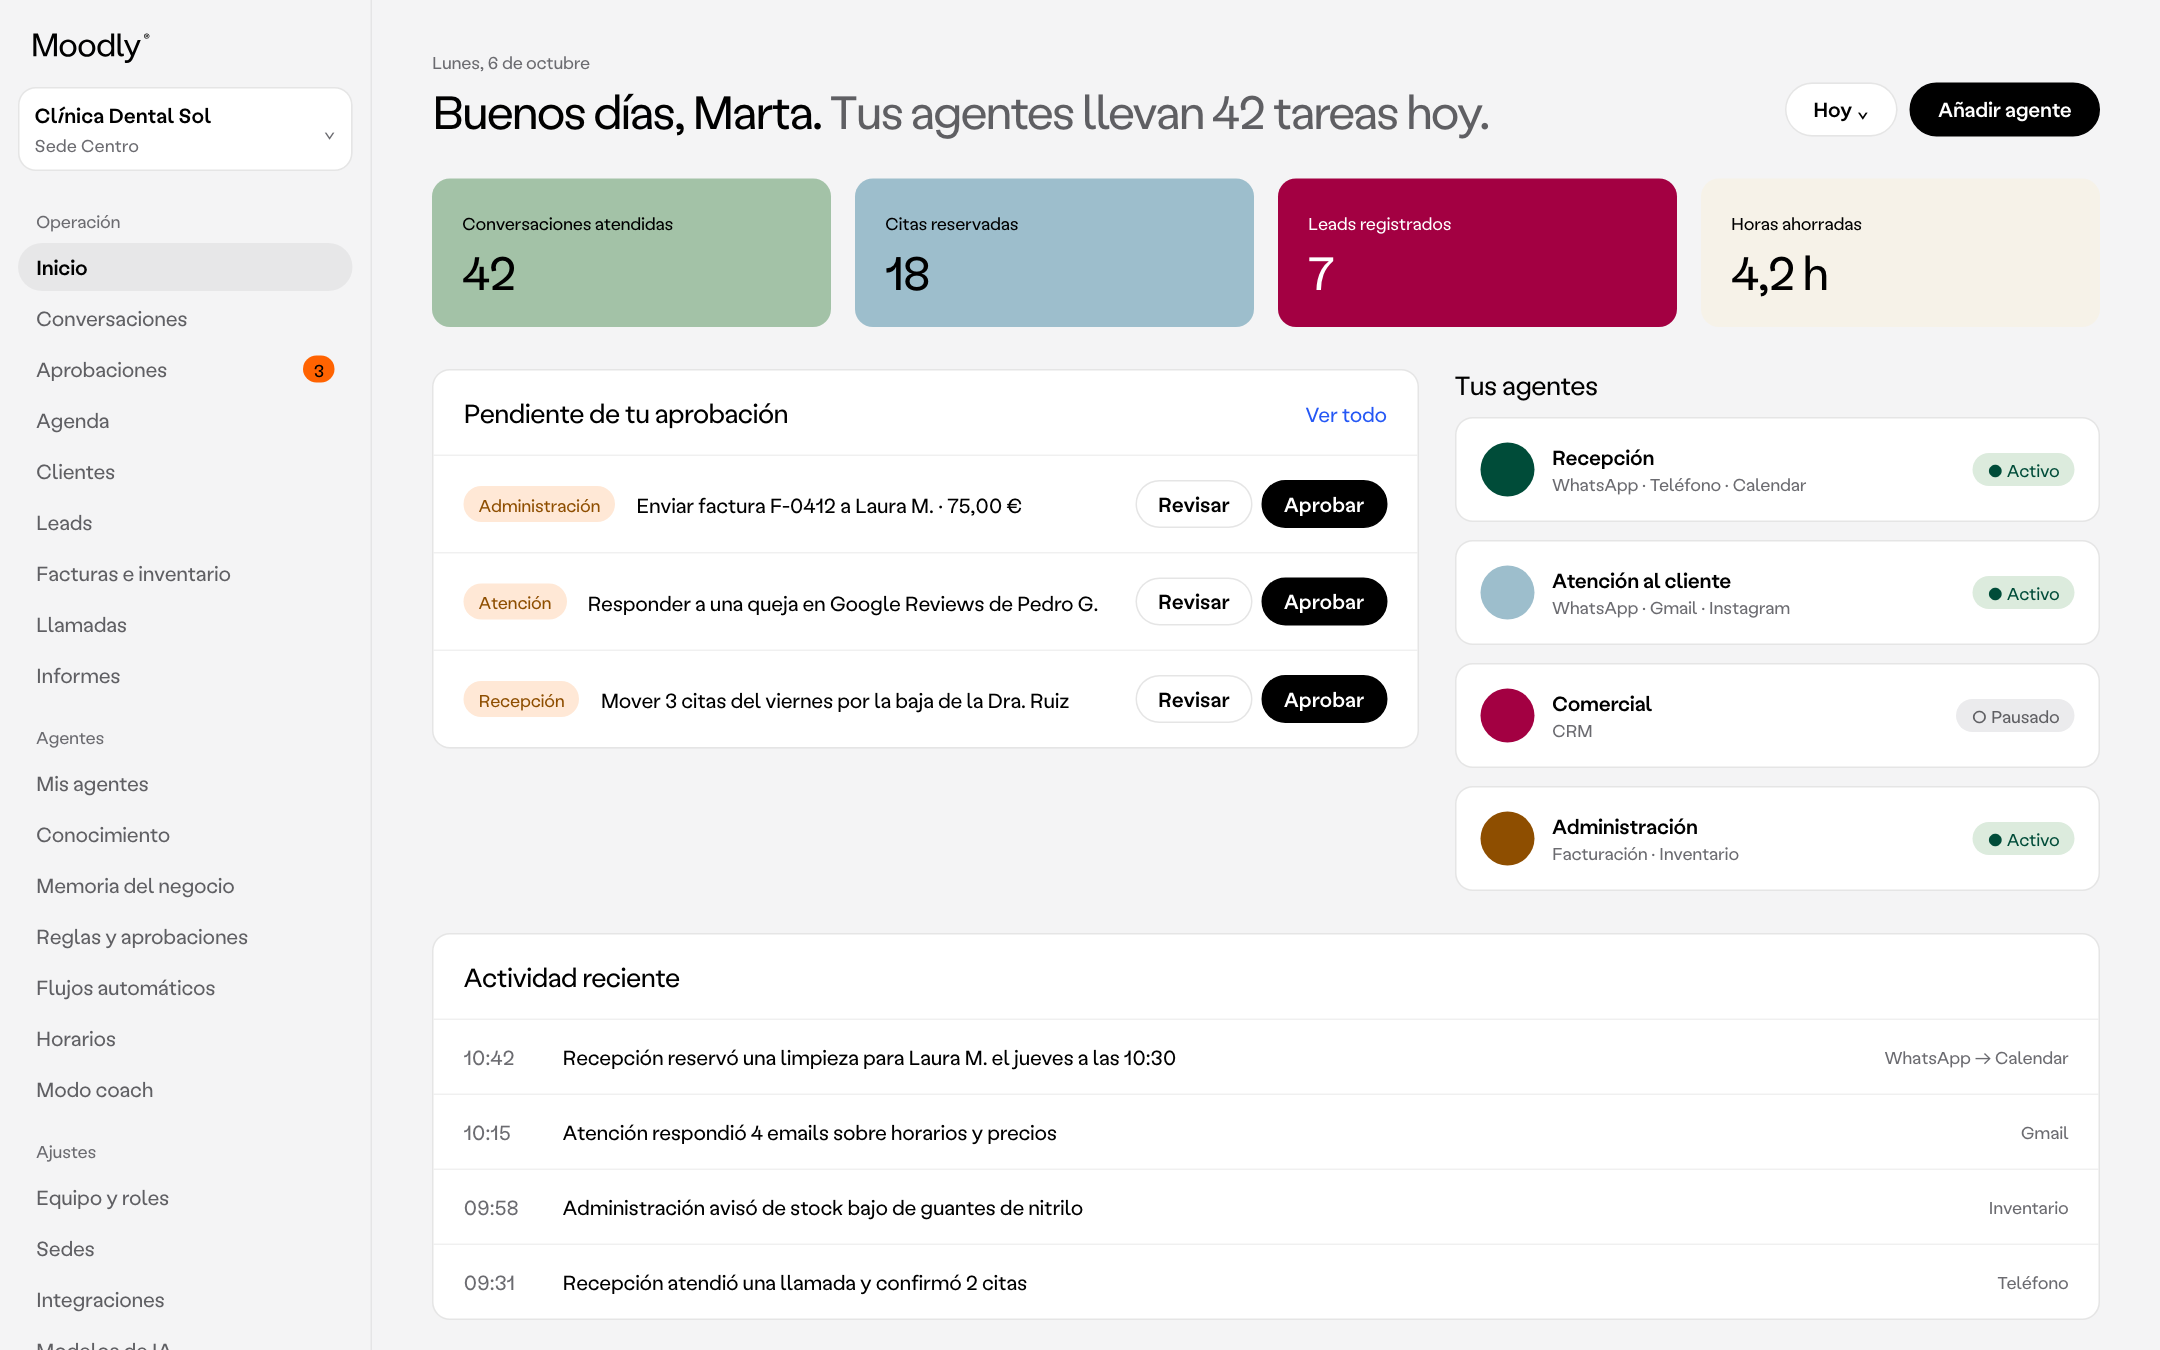 Moodly®
Clínica Dental Sol
Sede Centro
Operación
Inicio
Conversaciones
Aprobaciones 3
Agenda
Clientes
Leads
Facturas e inventario
Llamadas
Informes
Agentes
Mis agentes
Conocimiento
Memoria del negocio
Reglas y aprobaciones
Flujos automáticos
Horarios
Modo coach
Ajustes
Equipo y roles
Sedes
Integraciones
Modelos de IA
Lunes, 6 de octubre
Buenos días, Marta. Tus agentes llevan 42 tareas hoy.
Hoy
Añadir agente
Conversaciones atendidas
42
Citas reservadas
18
Leads registrados
7
Horas ahorradas
4,2 h
Pendiente de tu aprobación
Ver todo
Administración Enviar factura F-0412 a Laura M. · 75,00 € Revisar Aprobar
Atención Responder a una queja en Google Reviews de Pedro G. Revisar Aprobar
Recepción Mover 3 citas del viernes por la baja de la Dra. Ruiz Revisar Aprobar
Tus agentes
Recepción
WhatsApp · Teléfono · Calendar
Activo
Atención al cliente
WhatsApp · Gmail · Instagram
Activo
Comercial
CRM
Pausado
Administración
Facturación · Inventario
Activo
Actividad reciente
10:42 Recepción reservó una limpieza para Laura M. el jueves a las 10:30 WhatsApp → Calendar
10:15 Atención respondió 4 emails sobre horarios y precios Gmail
09:58 Administración avisó de stock bajo de guantes de nitrilo Inventario
09:31 Recepción atendió una llamada y confirmó 2 citas Teléfono